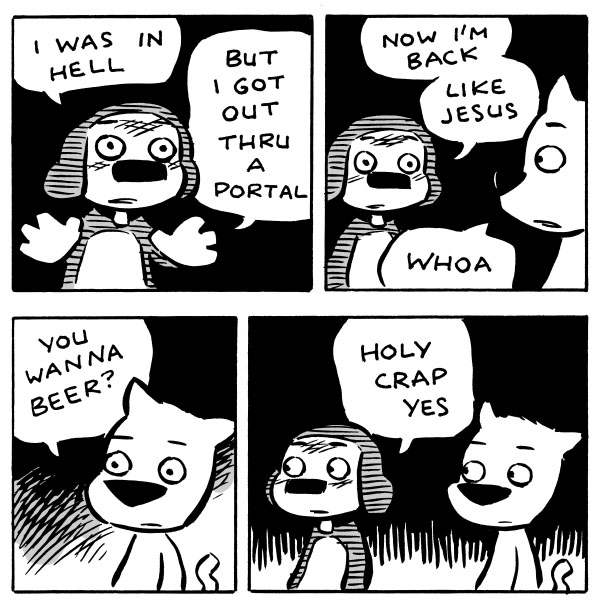 I WAS IN
HELL
BUT
I GOT
OUT
THRU
A
PORTAL
NOW I'M
BACK
LIKE
JESUS
WHOA
YOU
WANNA
BEER?
HOLY
CRAP
YES